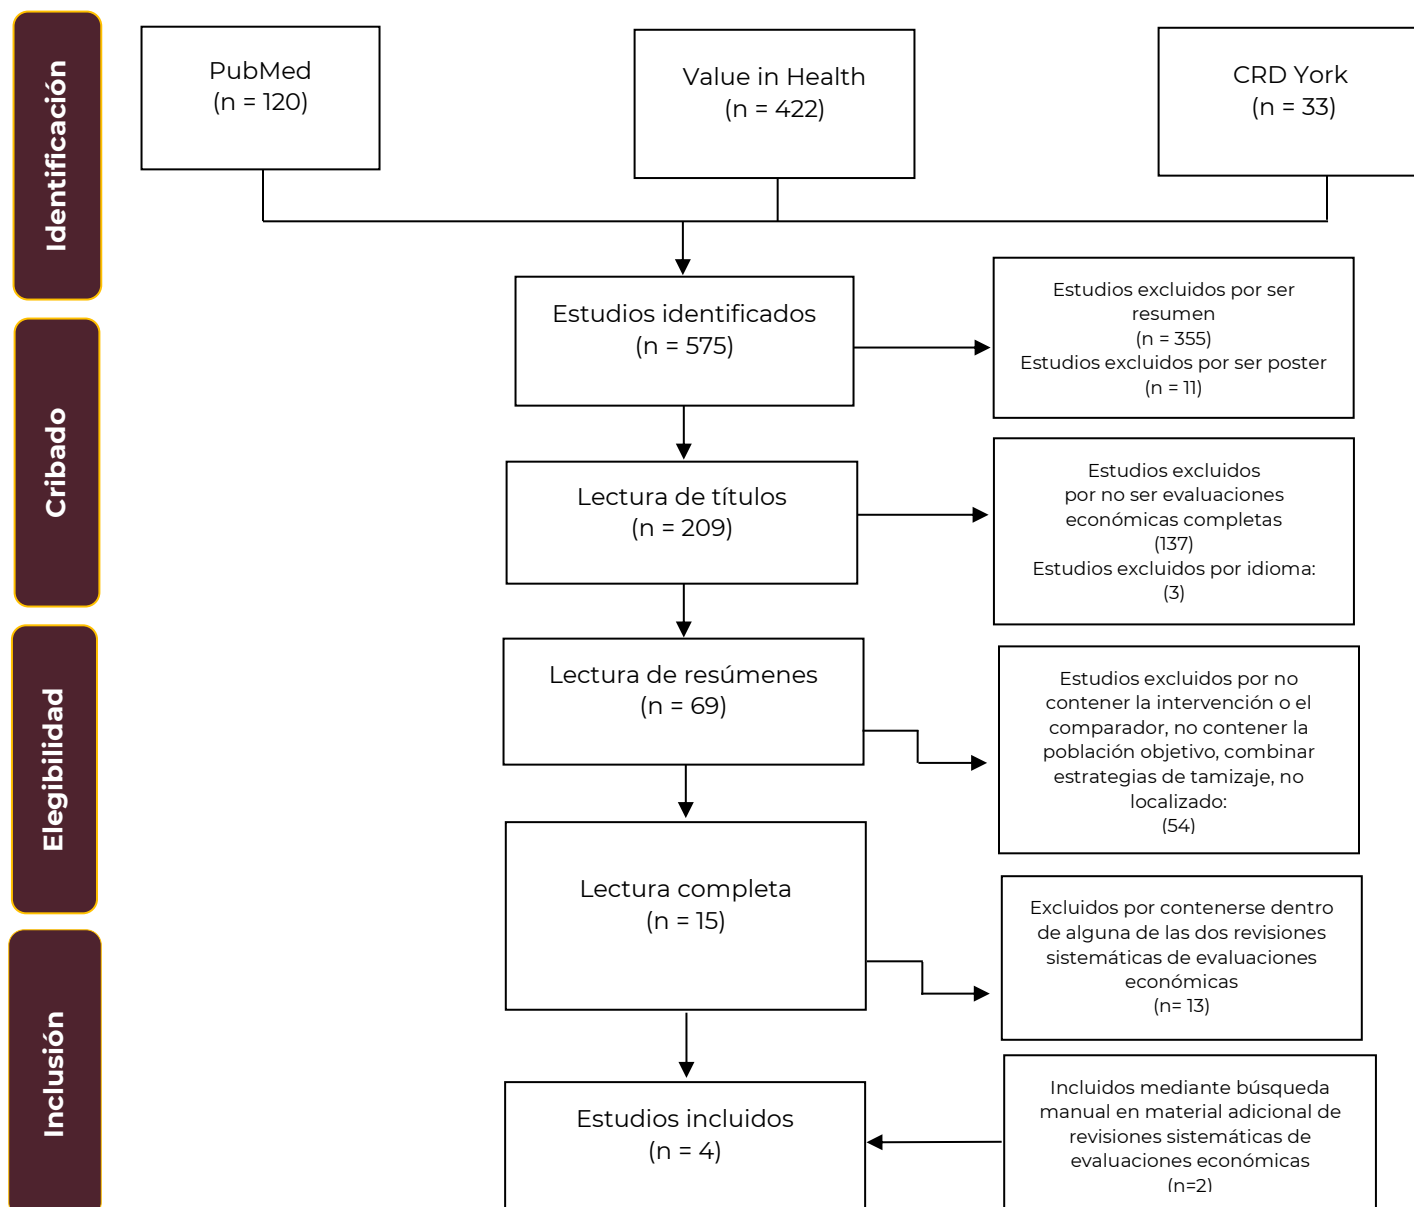 Identificación
PubMed
(n = 120)
Value in Health
(n = 422)
CRD York
(n = 33)
Estudios identificados
(n = 575)
Estudios excluidos por ser
resumen
(n = 355)
Estudios excluidos por ser poster
(n = 11)
Cribado
Lectura de títulos
(n = 209)
Estudios excluidos
por no ser evaluaciones
económicas completas
(137)
Estudios excluidos por idioma:
(3)
Elegibilidad
Lectura de resúmenes
(n = 69)
Estudios excluidos por no
contener la intervención o el
comparador, no contener la
población objetivo, combinar
estrategias de tamizaje, no
localizado:
(54)
Lectura completa
(n = 15)
Excluidos por contenerse dentro
de alguna de las dos revisiones
sistemáticas de evaluaciones
económicas
(n= 13)
Inclusión
Estudios incluidos
(n = 4)
Incluidos mediante búsqueda
manual en material adicional de
revisiones sistemáticas de
evaluaciones económicas
(n=2)